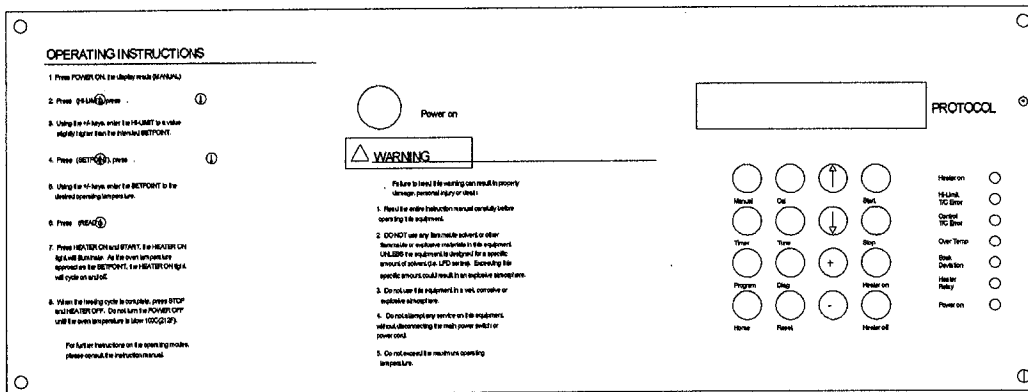 OPERATING INSTRUCTIONS
1 Press POWER ON, the display reads (MANUAL)
2. Press (HI-LIMIT), press .
3. Using the +/- keys, enter the HI-LIMIT to a value
slightly higher than the intended SETPOINT.
4. Press (SETPOINT), press .
5. Using the +/- keys, enter the SETPOINT to the
desired operating temperature.
6. Press (READ)
7. Press HEATER ON and START, the HEATER ON
light will illuminate. As the oven temperature
approaches the SETPOINT, the HEATER ON light
will cycle on and off.
8. When the heating cycle is complete, press STOP
and HEATER OFF. Do not turn the POWER OFF
until the oven temperature is blow 100C(212F).
For further instructions on the operating modes,
please consult the instruction manual.
Power on
WARNING
Failure to heed this warning can result in property
damage, personal injury or death
1. Read the entire instruction manual carefully before
operating this equipment.
2. DO NOT use any flammable solvent or other
flammable or explosive materials in this equipment.
UNLESS the equipment is designed for a specific
amount of solvent (i.e. LFD series). Exceeding this
specific amount could result in an explosive atmosphere.
3. Do not use this equipment in a wet, corrosive or
explosive atmosphere.
4. Do not attempt any service on this equipment,
without disconnecting the main power switch or
power cord.
5. Do not exceed the maximum operating
temperature.
PROTOCOL
Manual Cal Start
Timer Tune Stop
Program Diag + Heater on
Home Reset - Heater off
Heater on
Hi-Limit
T/C Error
Control
T/C Error
Over Temp
Soak
Deviation
Heater
Relay
Power on